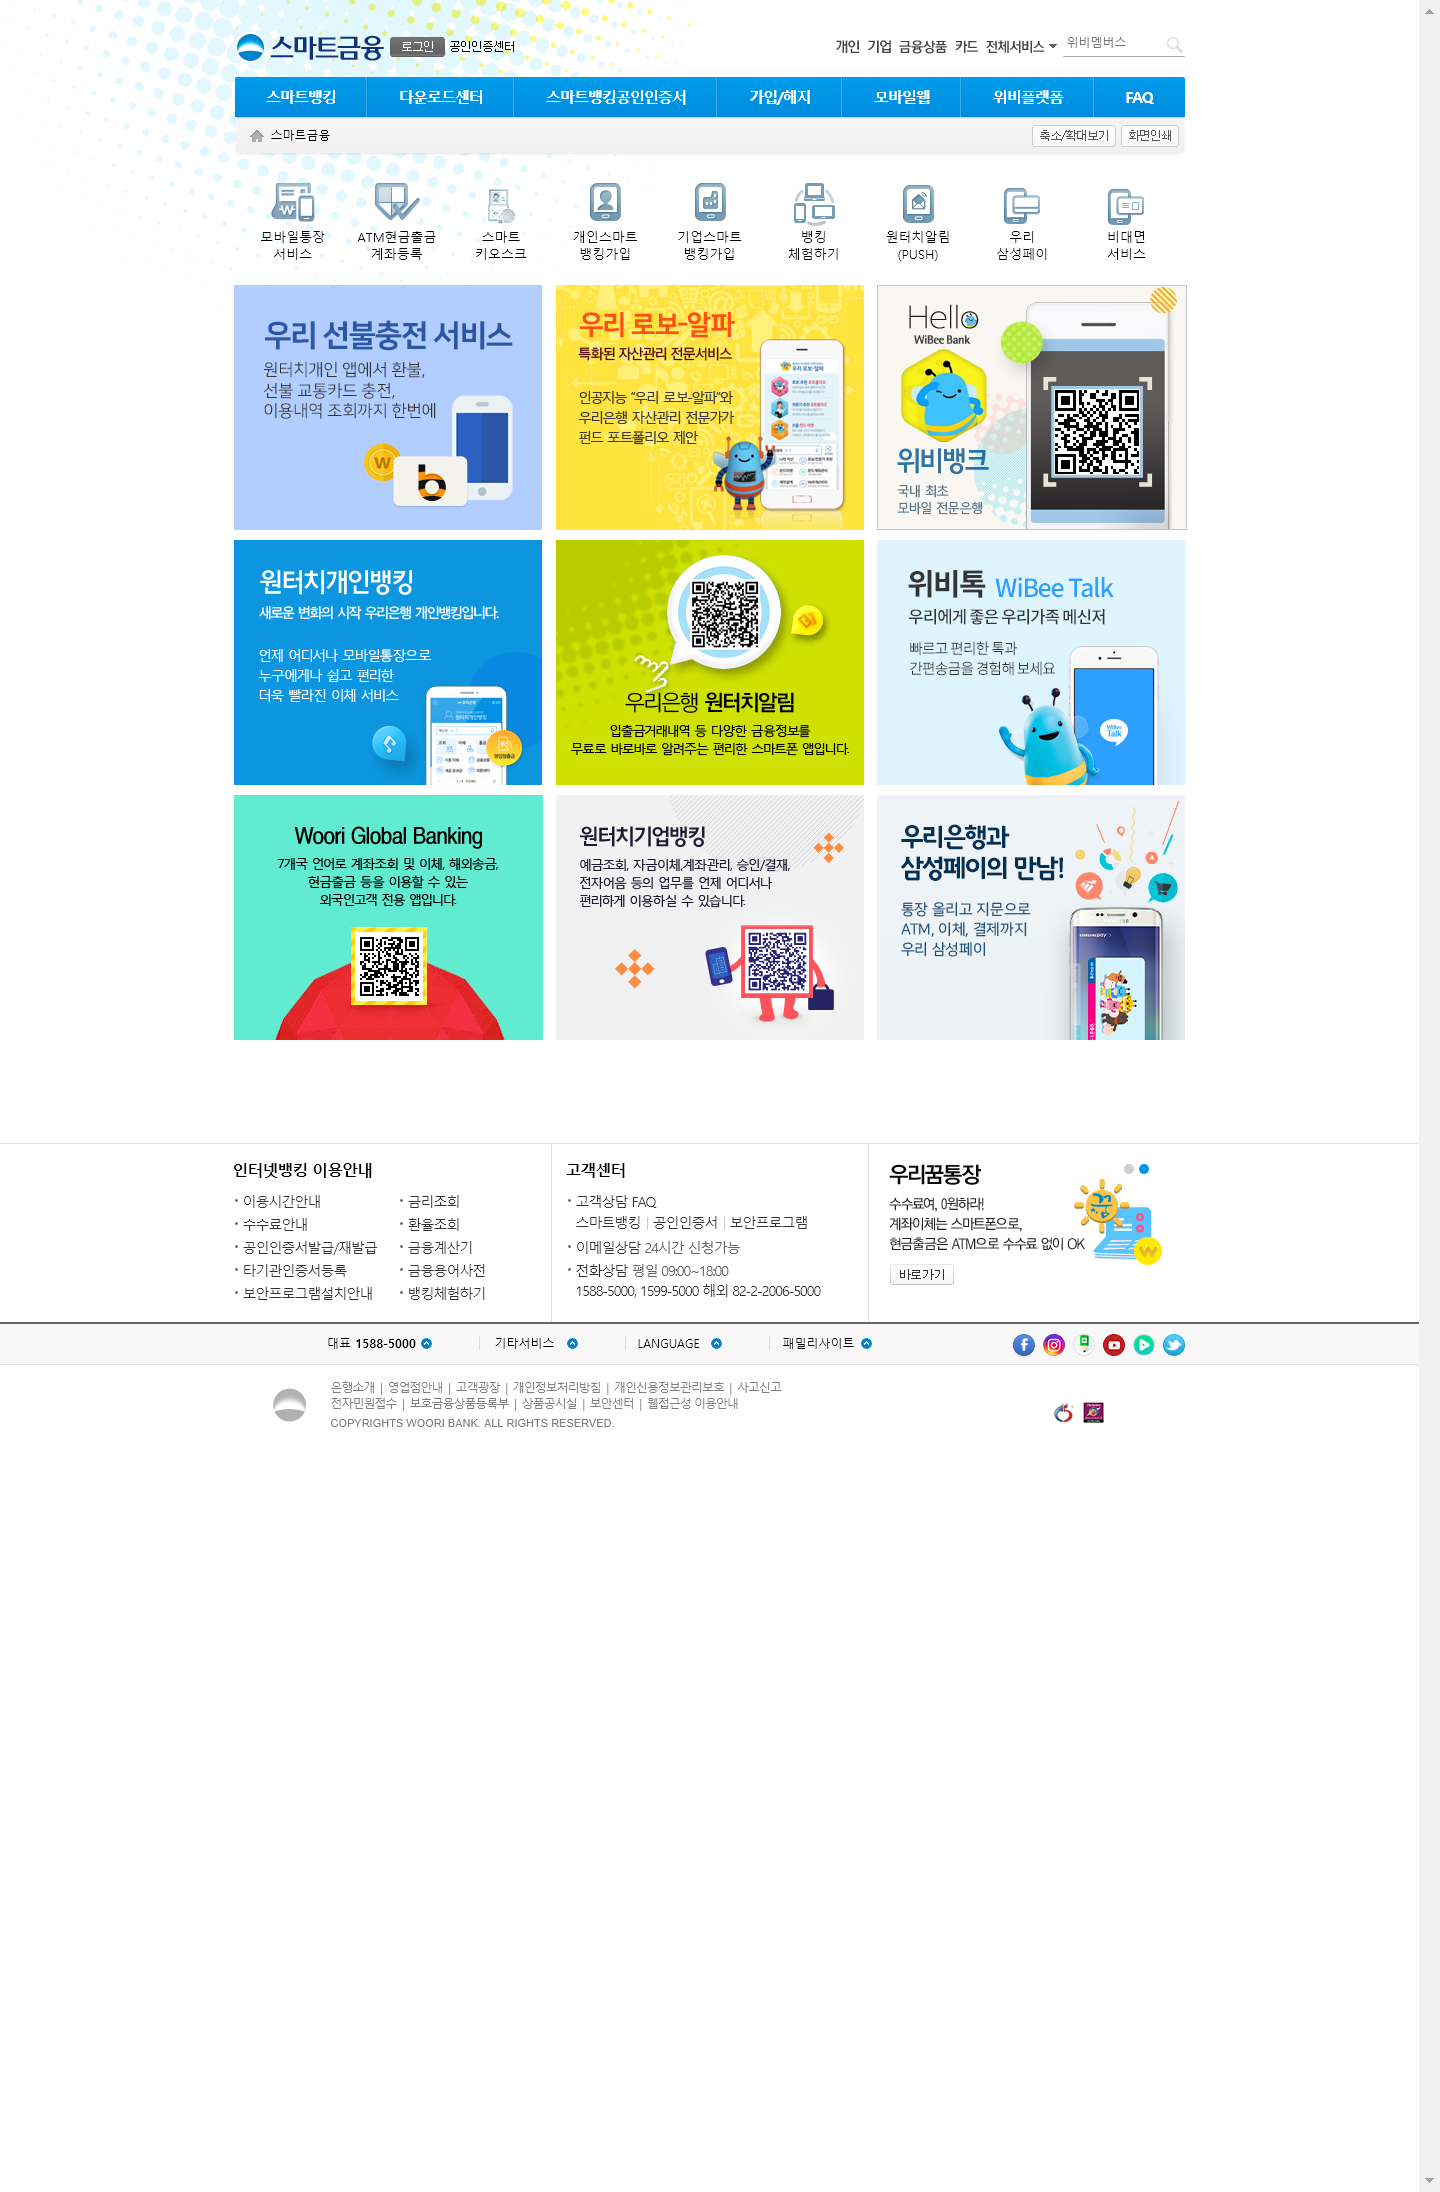 스마트금융 로그인 공인인증센터
개인 기업 금융상품 카드 전체서비스 위비멤버스
스마트뱅킹 다운로드센터 스마트뱅킹공인인증서 가입/해지 모바일웹 위비플랫폼 FAQ
스마트금융 축소/확대보기 화면인쇄
모바일통장
서비스
ATM현금출금
계좌등록
스마트
키오스크
개인스마트
뱅킹가입
기업스마트
뱅킹가입
뱅킹
체험하기
원터치알림
(PUSH)
우리
삼성페이
비대면
서비스
우리 선불충전 서비스
원터치개인 앱에서 환불,
선불 교통카드 충전,
이용내역 조회까지 한번에
우리 로보-알파
특화된 자산관리 전문서비스
인공지능 “우리 로보-알파”와
우리은행 자산관리 전문가가
펀드 포트폴리오 제안
Hello
WiBee Bank
위비뱅크
국내 최초
모바일 전문은행
원터치개인뱅킹
새로운 변화의 시작 우리은행 개인뱅킹입니다.
언제 어디서나 모바일통장으로
누구에게나 쉽고 편리한
더욱 빨라진 이체 서비스
원터치개인뱅킹
우리은행 원터치알림
입출금거래내역 등 다양한 금융정보를
무료로 바로바로 알려주는 편리한 스마트폰 앱입니다.
위비톡 WiBee Talk
우리에게 좋은 우리가족 메신저
빠르고 편리한 톡과
간편송금을 경험해 보세요
WiBee
Talk
Woori Global Banking
7개국 언어로 계좌조회 및 이체, 해외송금,
현금출금 등을 이용할 수 있는
외국인고객 전용 앱입니다.
원터치기업뱅킹
예금조회, 자금이체,계좌관리, 승인/결재,
전자어음 등의 업무를 언제 어디서나
편리하게 이용하실 수 있습니다.
우리은행과
삼성페이의 만남!
통장 올리고 지문으로
ATM, 이체, 결제까지
우리 삼성페이
SAMSUNG pay
인터넷뱅킹 이용안내
이용시간안내
수수료안내
공인인증서발급/재발급
타기관인증서등록
보안프로그램설치안내
금리조회
환율조회
금융계산기
금융용어사전
뱅킹체험하기
고객센터
고객상담 FAQ
스마트뱅킹 | 공인인증서 | 보안프로그램
이메일상담 24시간 신청가능
전화상담 평일 09:00~18:00
1588-5000, 1599-5000 해외 82-2-2006-5000
우리꿈통장
수수료여, 0원하라!
계좌이체는 스마트폰으로,
현금출금은 ATM으로 수수료 없이 OK
바로가기
꿈
대표 1588-5000 기타서비스 LANGUAGE 패밀리사이트
은행소개 | 영업점안내 | 고객광장 | 개인정보처리방침 | 개인신용정보관리보호 | 사고신고
전자민원접수 | 보호금융상품등록부 | 상품공시실 | 보안센터 | 웹접근성 이용안내
COPYRIGHTS WOORI BANK. ALL RIGHTS RESERVED.